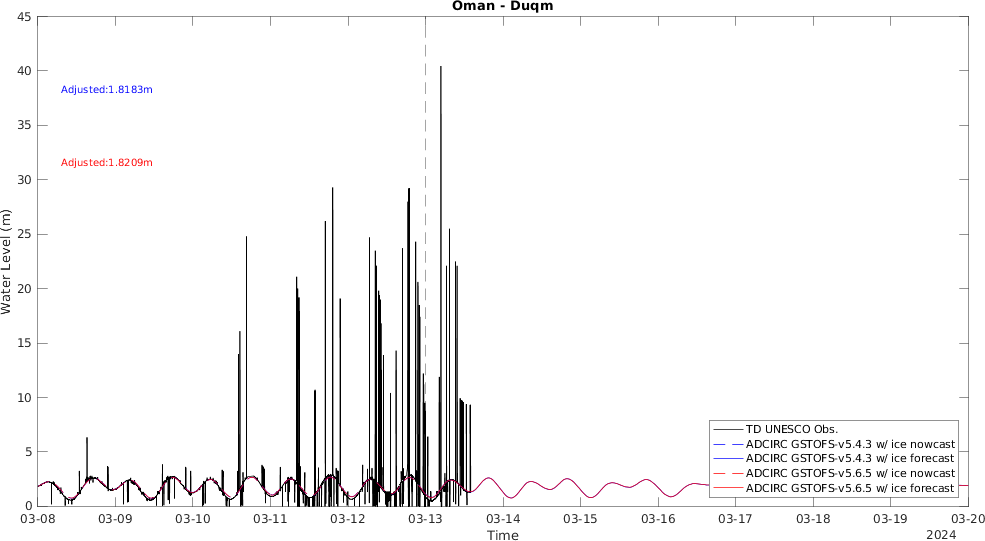 Oman - Duqm
45
40
35
30
25
20
15
10
5
0
Water Level (m)
Adjusted:1.8183m
Adjusted:1.8209m
TD UNESCO Obs.
ADCIRC GSTOFS-v5.4.3 w/ ice nowcast
ADCIRC GSTOFS-v5.4.3 w/ ice forecast
ADCIRC GSTOFS-v5.6.5 w/ ice nowcast
ADCIRC GSTOFS-v5.6.5 w/ ice forecast
03-08 03-09 03-10 03-11 03-12 03-13 03-14 03-15 03-16 03-17 03-18 03-19 03-20
Time 2024